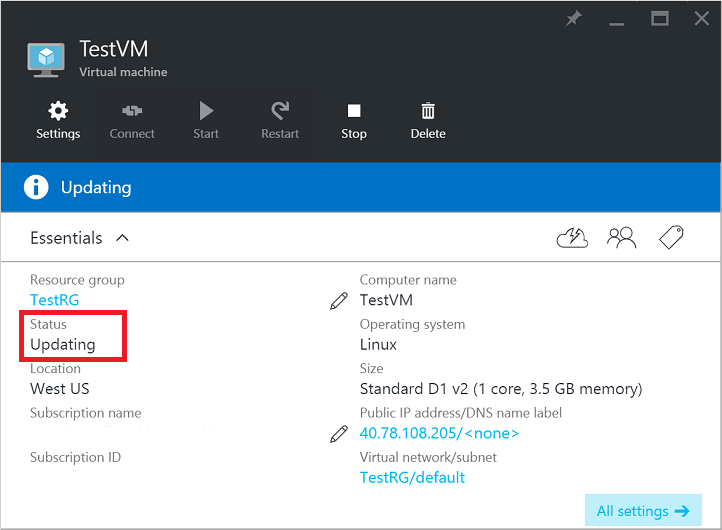 TestVM
Virtual machine
Settings
Connect
Start
Restart
Stop
Delete
Updating
Essentials
Resource group
TestRG
Status
Updating
Location
West US
Subscription name
Subscription ID
Computer name
TestVM
Operating system
Linux
Size
Standard D1 v2 (1 core, 3.5 GB memory)
Public IP address/DNS name label
40.78.108.205/<none>
Virtual network/subnet
TestRG/default
All settings